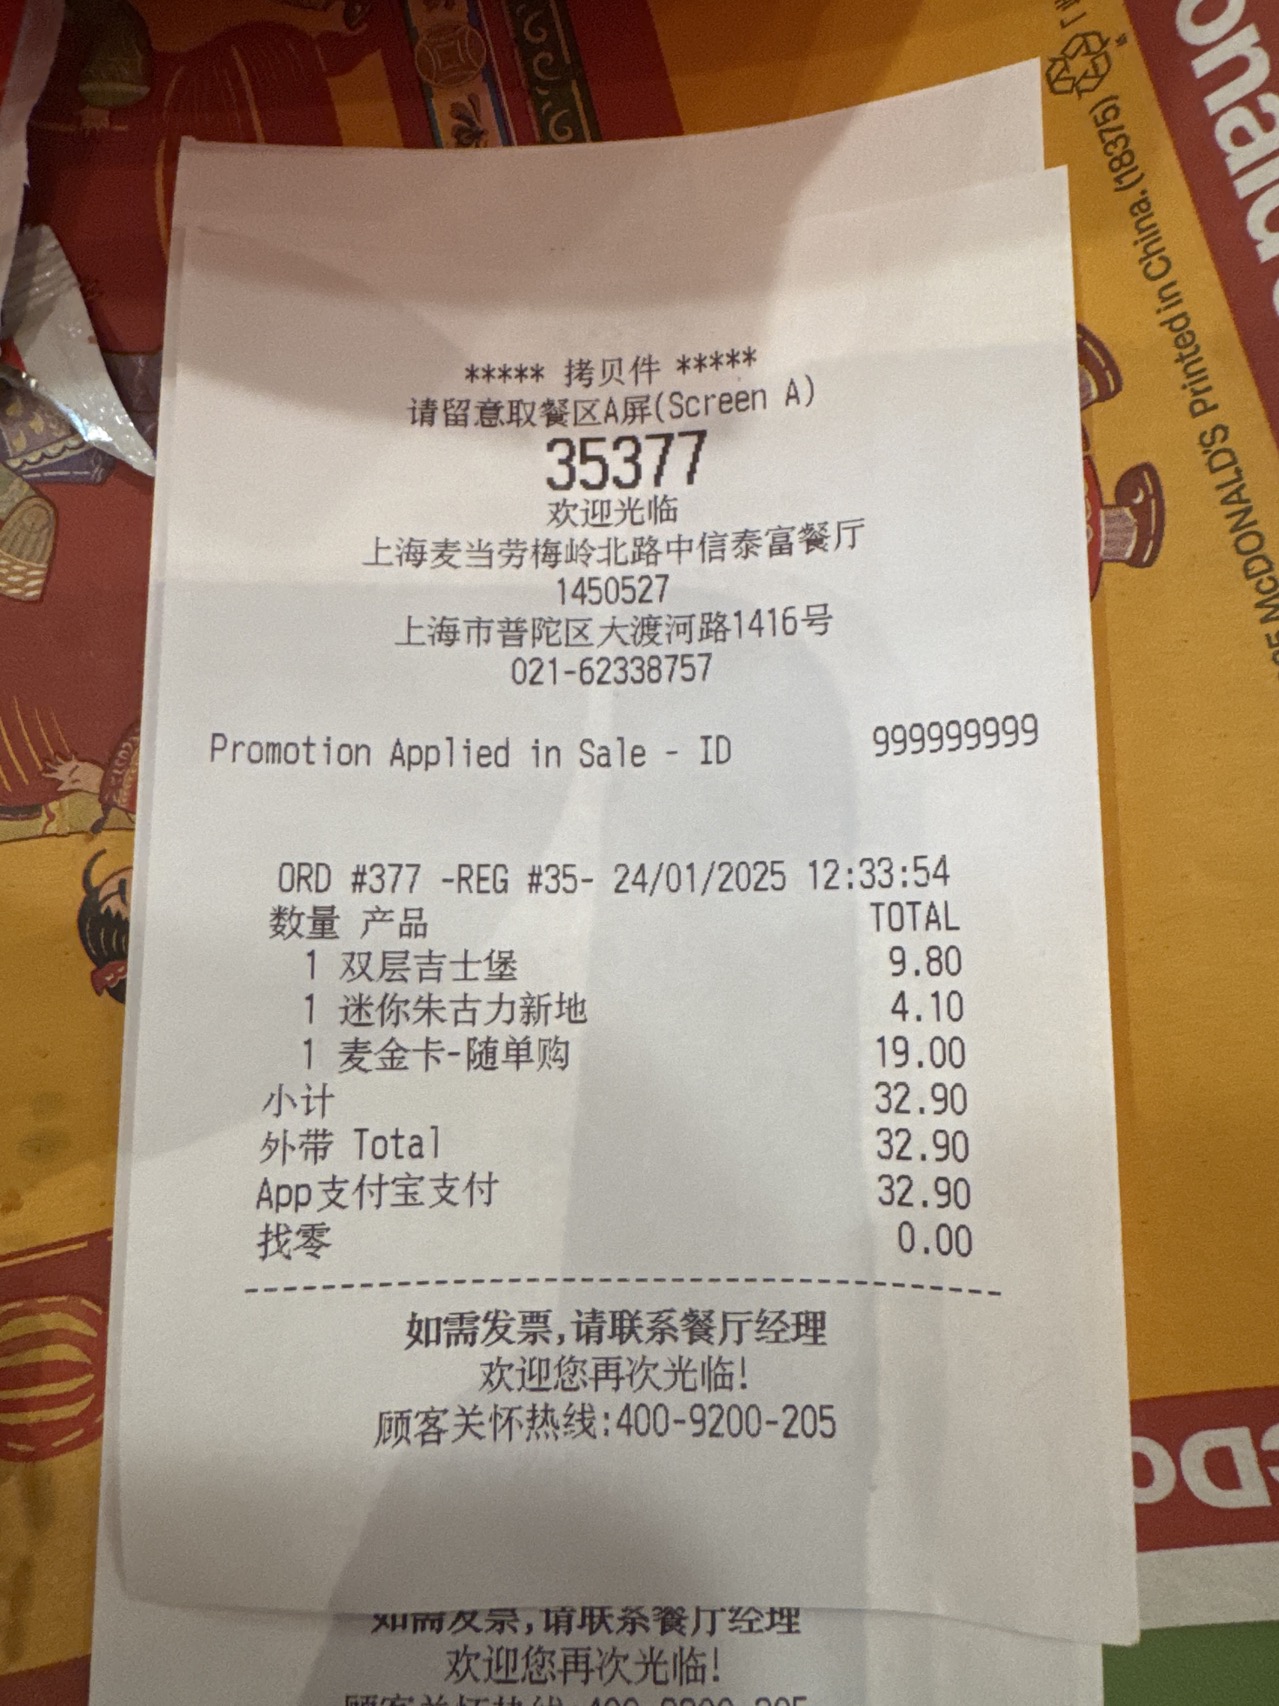 ***** 拷贝件 *****
请留意取餐区A屏(Screen A)
35377
欢迎光临
上海麦当劳梅岭北路中信泰富餐厅
1450527
上海市普陀区大渡河路1416号
021-62338757
Promotion Applied in Sale - ID 999999999
ORD #377 -REG #35- 24/01/2025 12:33:54
数量 产品 TOTAL
1 双层吉士堡 9.80
1 迷你朱古力新地 4.10
1 麦金卡-随单购 19.00
小计 32.90
外带 Total 32.90
App支付宝支付 32.90
找零 0.00
如需发票,请联系餐厅经理
欢迎您再次光临!
顾客关怀热线:400-9200-205
如需发票,请联系餐厅经理
欢迎您再次光临!
顾客关怀热线:400-9200-205
McDONALD'S Printed in China. (18375)